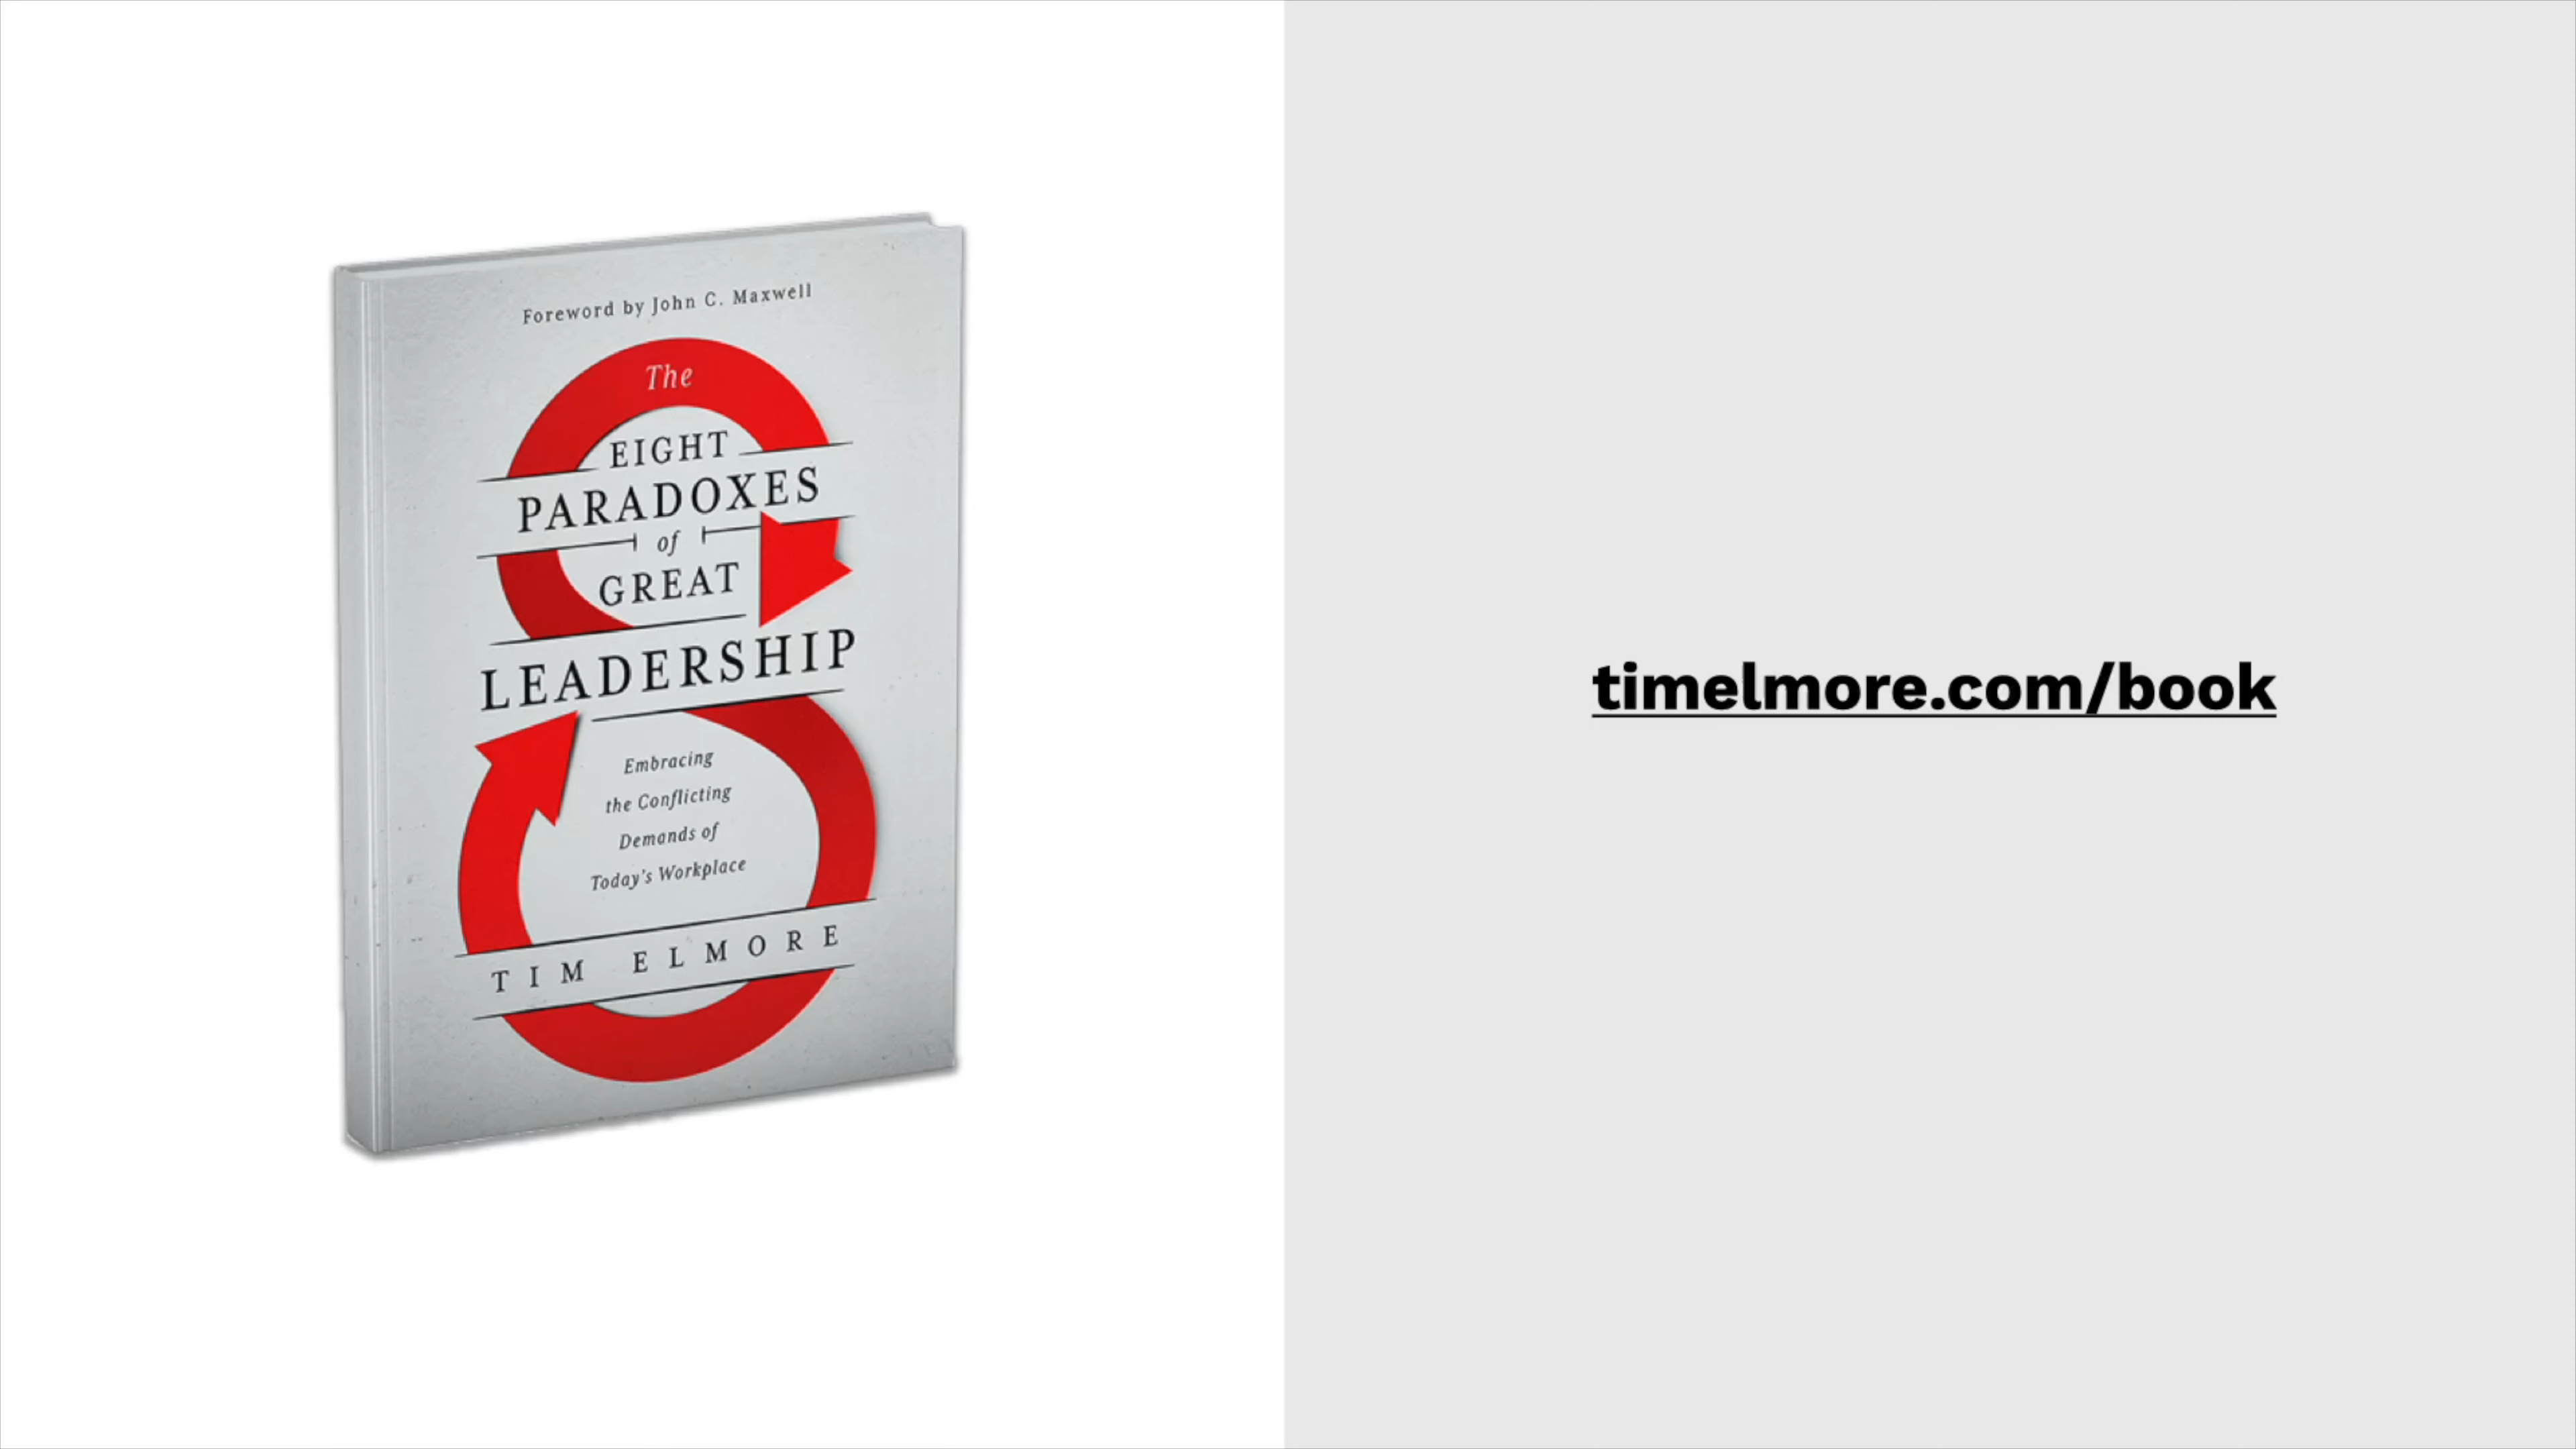 Foreword by John C. Maxwell
The
EIGHT
PARADOXES
of
GREAT
LEADERSHIP
Embracing
the Conflicting
Demands of
Today's Workplace
TIM ELMORE
timelmore.com/book